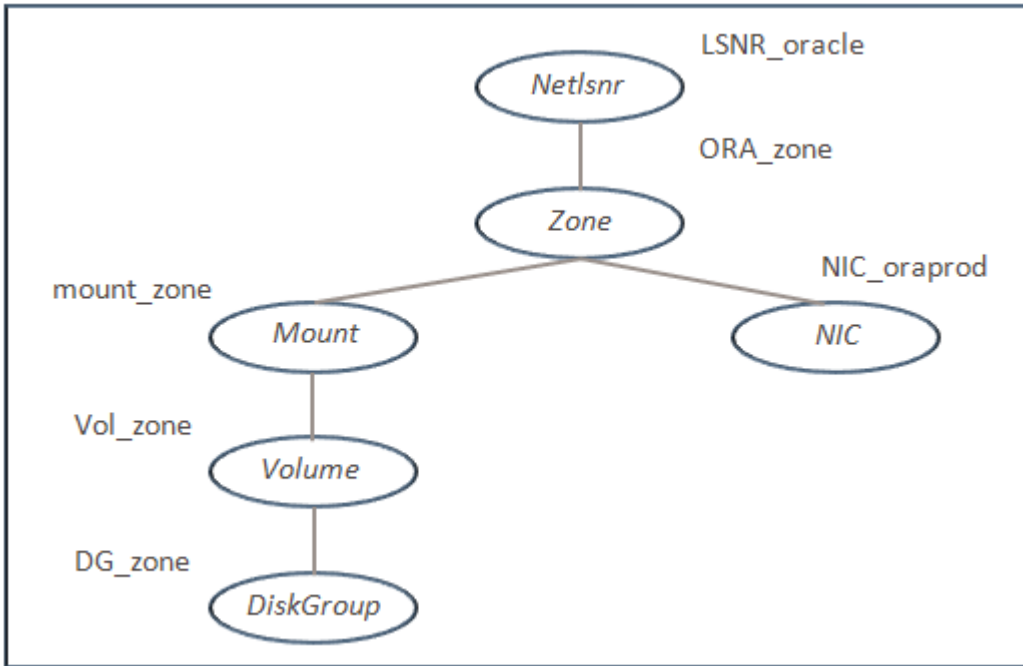 LSNR_oracle
Netlsnr
ORA_zone
Zone
NIC_oraprod
mount_zone
Mount
NIC
Vol_zone
Volume
DG_zone
DiskGroup